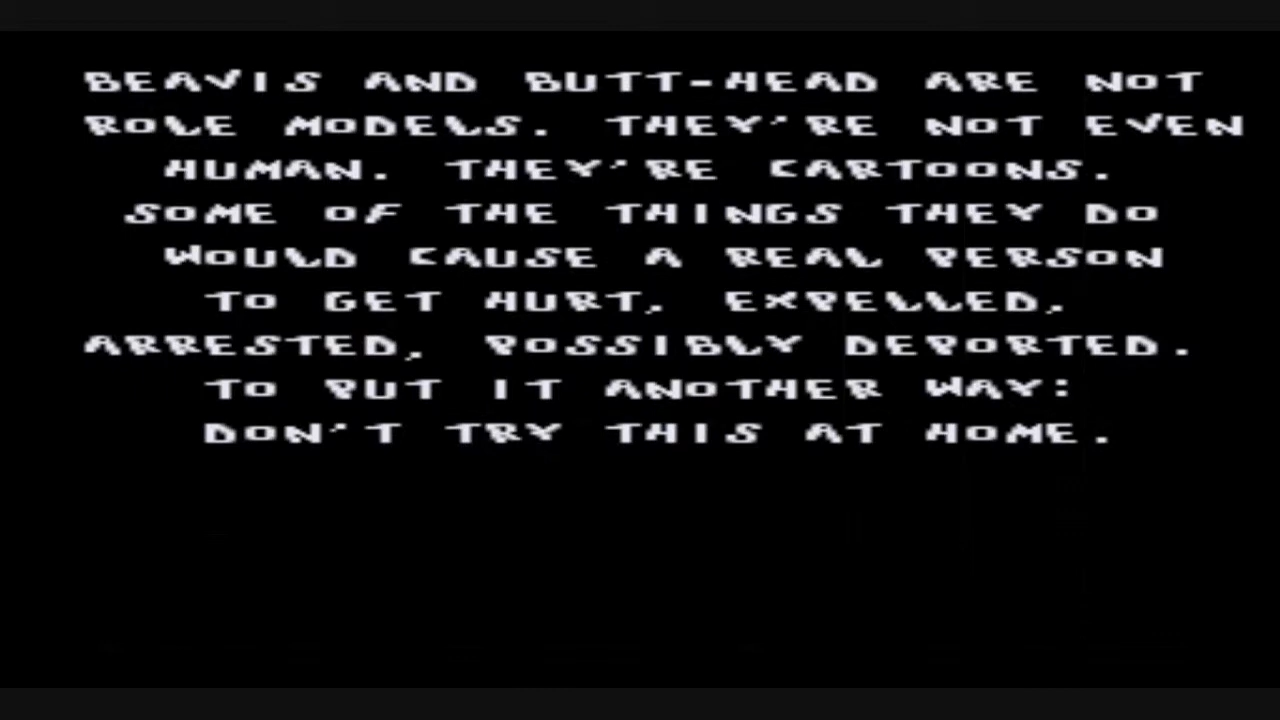 BEAVIS AND BUTT-HEAD ARE NOT
ROLE MODELS. THEY'RE NOT EVEN
HUMAN. THEY'RE CARTOONS.
SOME OF THE THINGS THEY DO
WOULD CAUSE A REAL PERSON
TO GET HURT, EXPELLED,
ARRESTED, POSSIBLY DEPORTED.
TO PUT IT ANOTHER WAY:
DON'T TRY THIS AT HOME.